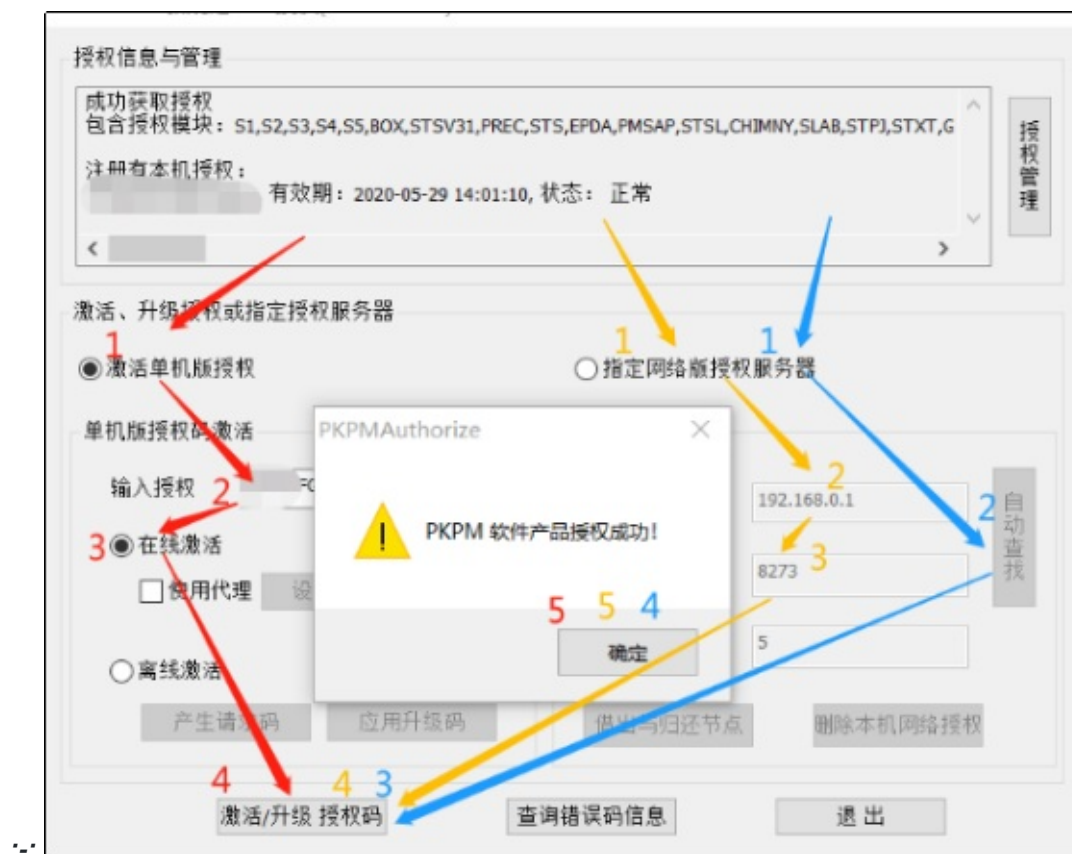 授权信息与管理
成功获取授权
包含授权模块：S1,S2,S3,S4,S5,BOX,STSV31,PREC,STS,EPDA,PMSAP,STSL,CHIMNY,SLAB,STPJ,STXT,G
注册有本机授权：
有效期：2020-05-29 14:01:10, 状态： 正常
授权管理
激活、升级授权或指定授权服务器
1 1 1
激活单机版授权 指定网络版授权服务器
单机版授权码激活 PKPMAuthorize
输入授权 2 FC 2
192.168.0.1
3 在线激活 PKPM 软件产品授权成功！ 2 自动查找
使用代理 设 8273 3
5 5 4
确定 5
离线激活
产生请求码 应用升级码 借出与归还节点 删除本机网络授权
4 4 3
激活/升级 授权码 查询错误码信息 退 出